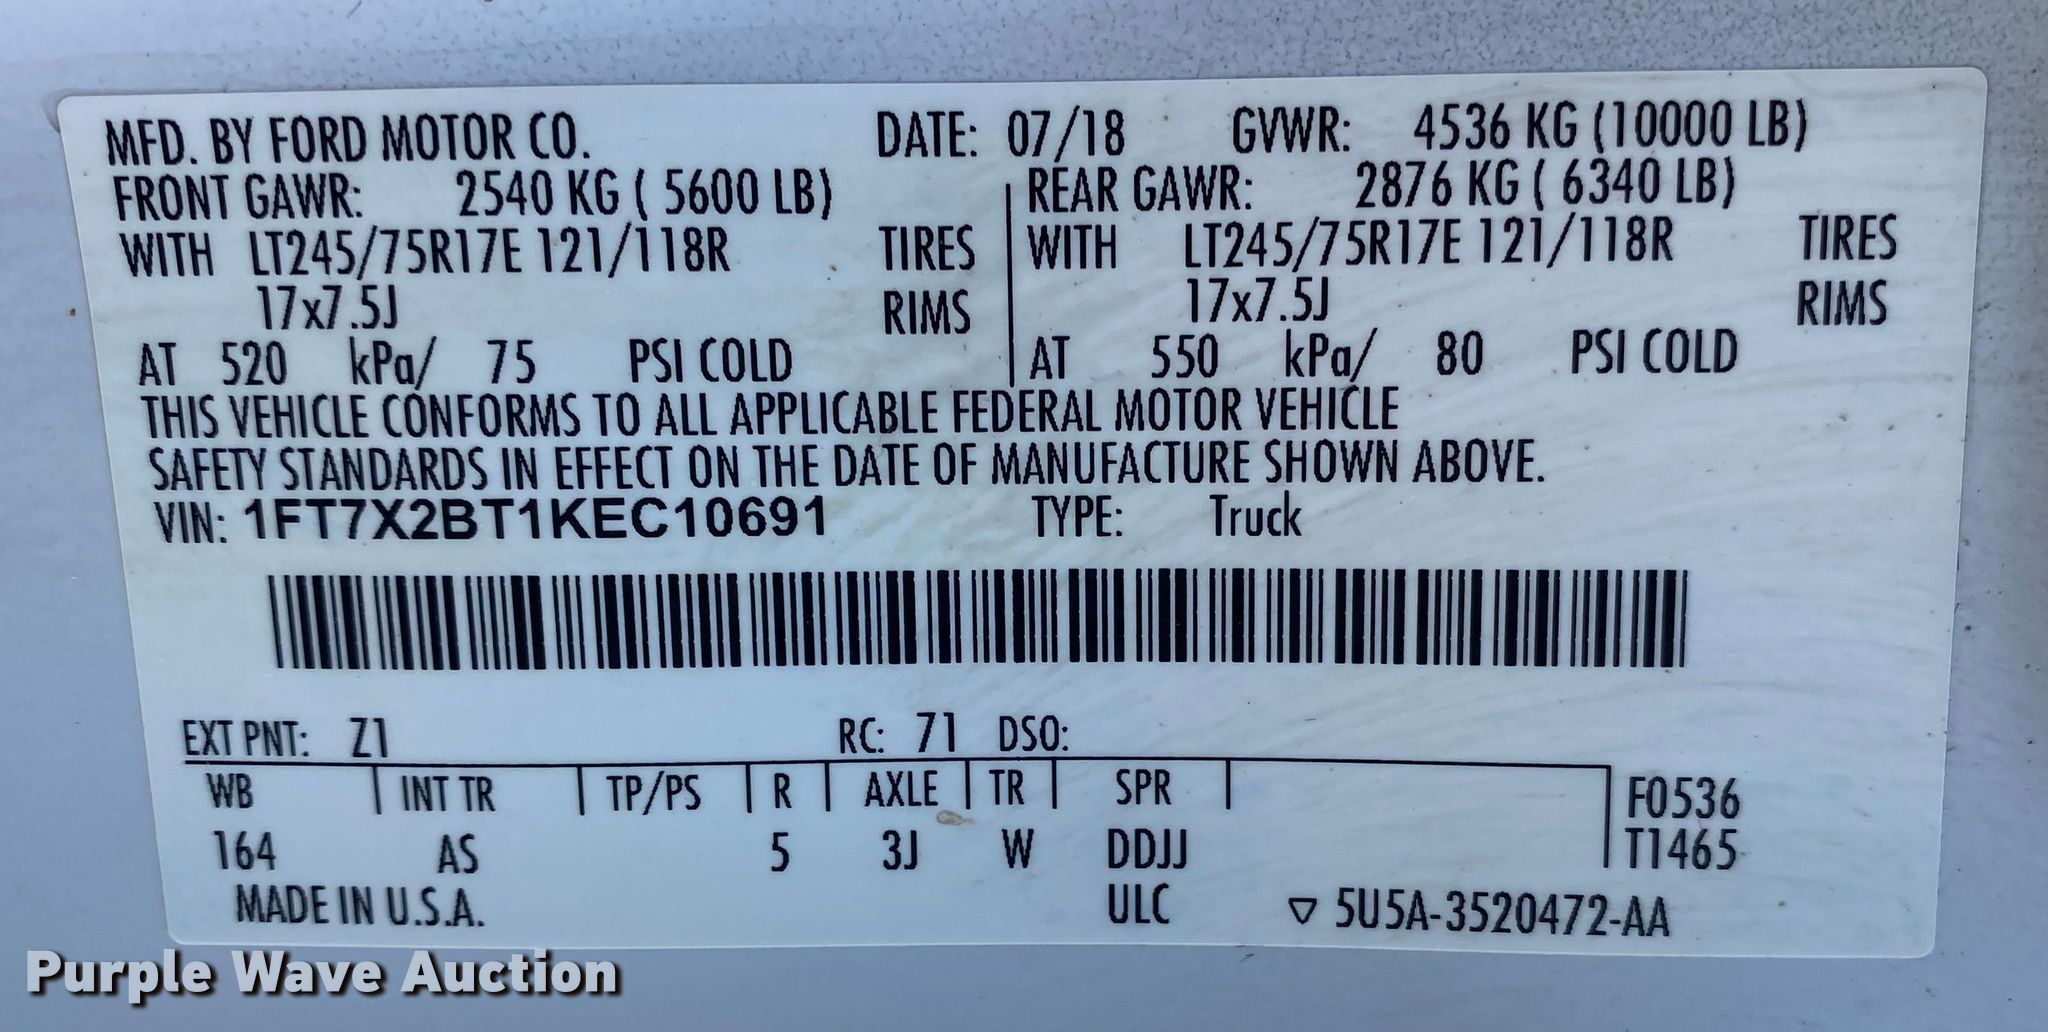 MFD. BY FORD MOTOR CO. DATE: 07/18 GVWR: 4536 KG (10000 LB)
FRONT GAWR: 2540 KG ( 5600 LB) REAR GAWR: 2876 KG ( 6340 LB)
WITH LT245/75R17E 121/118R TIRES WITH LT245/75R17E 121/118R TIRES
17x7.5J RIMS 17x7.5J RIMS
AT 520 kPa/ 75 PSI COLD AT 550 kPa/ 80 PSI COLD
THIS VEHICLE CONFORMS TO ALL APPLICABLE FEDERAL MOTOR VEHICLE
SAFETY STANDARDS IN EFFECT ON THE DATE OF MANUFACTURE SHOWN ABOVE.
VIN: 1FT7X2BT1KEC10691 TYPE: Truck
EXT PNT: Z1 RC: 71 DSO:
WB INT TR TP/PS R AXLE TR SPR F0536
164 AS 5 3J W DDJJ T1465
MADE IN U.S.A. ULC ▽ 5U5A-3520472-AA
Purple Wave Auction